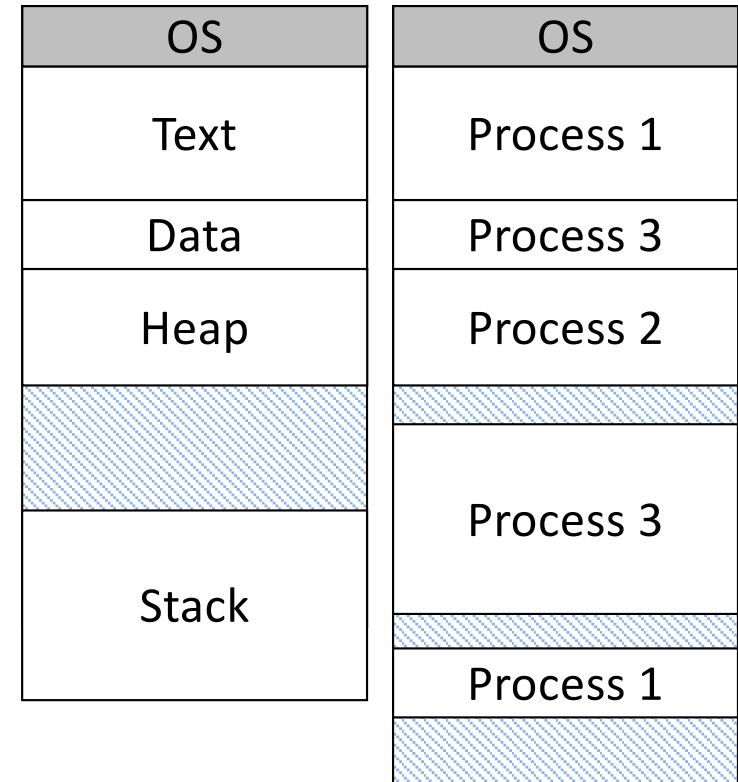 OS
Text
Data
Heap
Stack
OS
Process 1
Process 3
Process 2
Process 3
Process 1